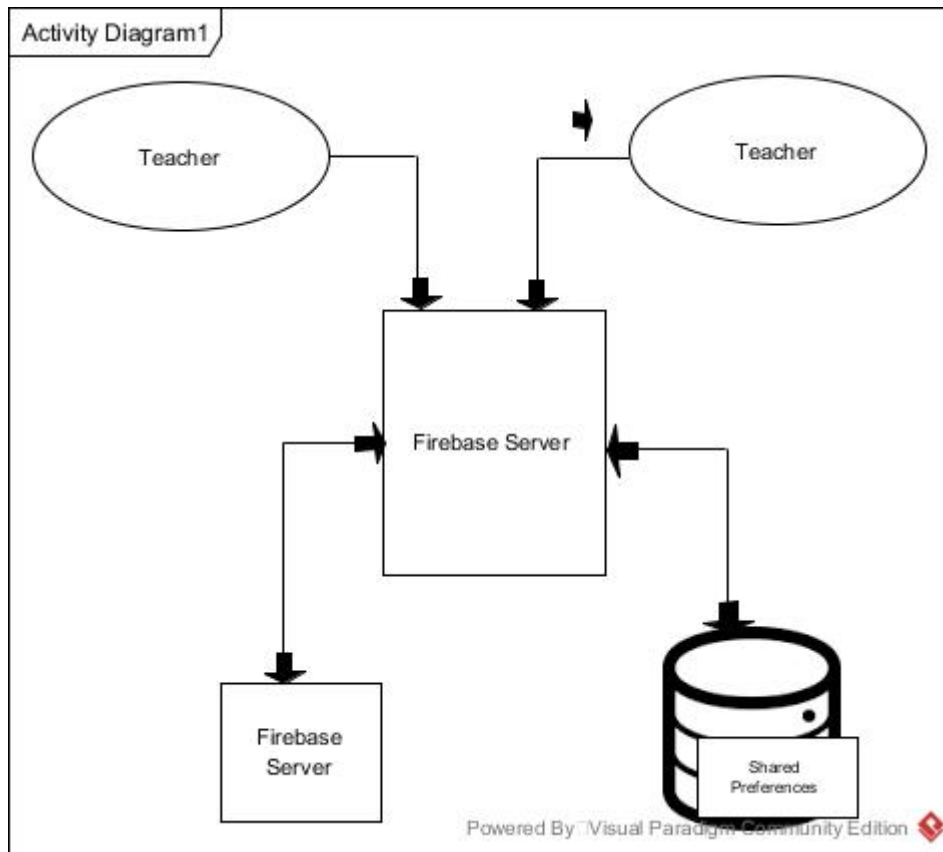 Activity Diagram1
Teacher
Teacher
Firebase Server
Firebase
Server
Shared
Preferences
Powered By Visual Paradigm Community Edition